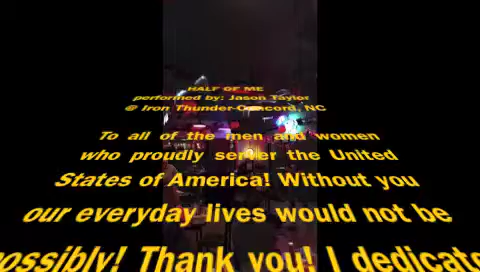 HALF OF ME
performed by: Jason Taylor
@ Iron Thunder-Concord, NC
To all of the men and women
who proudly server the United
States of America! Without you
our everyday lives would not be
possibly! Thank you! I dedicate